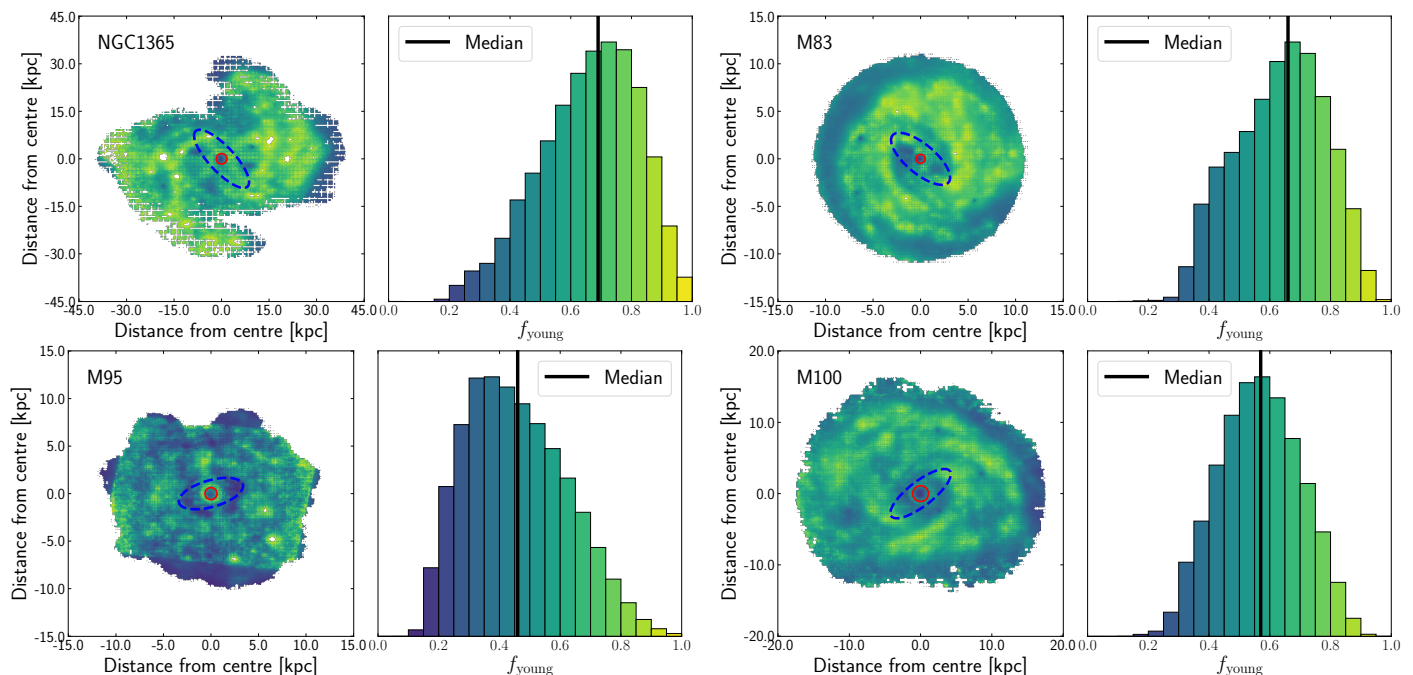 45.0
30.0
15.0
0.0
-15.0
-30.0
-45.0
Distance from centre [kpc]
NGC1365
-45.0 -30.0 -15.0 0.0 15.0 30.0 45.0
Distance from centre [kpc]
Median
0.0 0.2 0.4 0.6 0.8 1.0
f_young
15.0
10.0
5.0
0.0
-5.0
-10.0
-15.0
Distance from centre [kpc]
M83
-15.0 -10.0 -5.0 0.0 5.0 10.0 15.0
Distance from centre [kpc]
Median
0.0 0.2 0.4 0.6 0.8 1.0
f_young
15.0
10.0
5.0
0.0
-5.0
-10.0
-15.0
Distance from centre [kpc]
M95
-15.0 -10.0 -5.0 0.0 5.0 10.0 15.0
Distance from centre [kpc]
Median
0.0 0.2 0.4 0.6 0.8 1.0
f_young
20.0
10.0
0.0
-10.0
-20.0
Distance from centre [kpc]
M100
-20.0 -10.0 0.0 10.0 20.0
Distance from centre [kpc]
Median
0.0 0.2 0.4 0.6 0.8 1.0
f_young